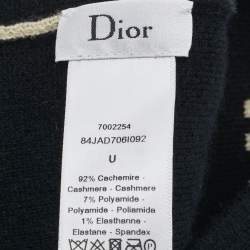 Dior
7002254
84JAD706I092
U
92% Cachemire -
Cashmere - Cashmere
7% Polyamide -
Polyamide - Poliamida
1% Elasthanne -
Elastane - Spandex